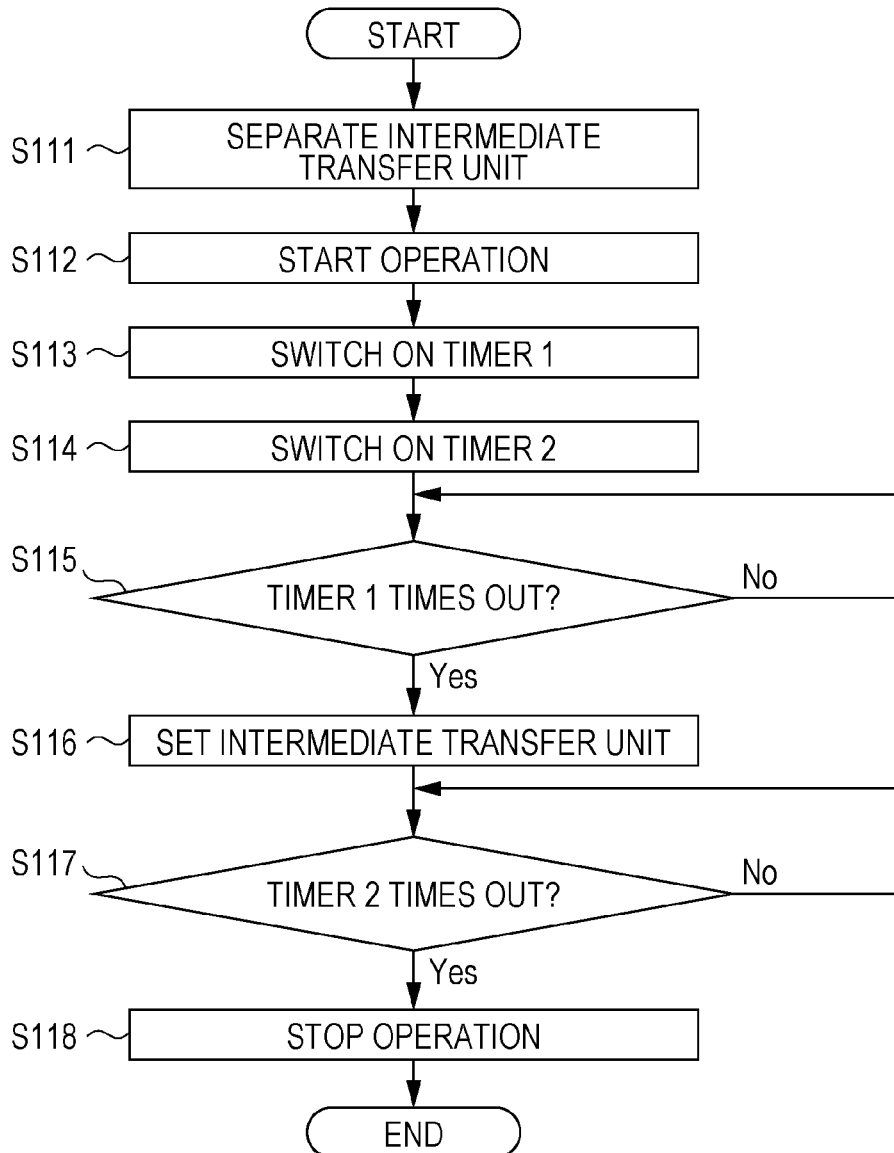 START
S111
SEPARATE INTERMEDIATE
TRANSFER UNIT
S112
START OPERATION
S113
SWITCH ON TIMER 1
S114
SWITCH ON TIMER 2
S115
TIMER 1 TIMES OUT?
No
Yes
S116
SET INTERMEDIATE TRANSFER UNIT
S117
TIMER 2 TIMES OUT?
No
Yes
S118
STOP OPERATION
END